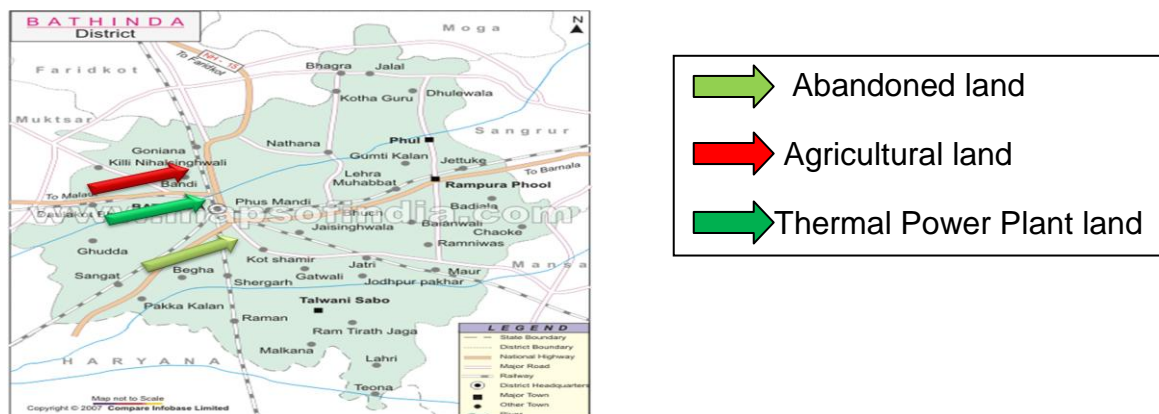 BATHINDA
District
N
Moga
NH - 15
To Faridkot
Faridkot
Bhagra
Jalal
Kotha Guru
Dhulewala
Muktsar
Sangrur
Goniana
Nathana
Phul
Killi Nihalsinghwali
Gumti Kalan
Jettuke
Bandi
Lehra
Muhabbat
To Barnala
Rampura Phool
To Malaut
Phus Mandi
Badiala
www.mapsofindia.com
Bhuch
Balanwali
Jaisinghwala
Chaoke
Ghudda
Ramniwas
Kot shamir
Jatri
Mansa
Sangat
Begha
Shergarh
Gatwali
Maur
Jodhpur pakhar
Pakka Kalan
Talwani Sabo
Raman
Ram Tirath Jaga
Malkana
Lahri
HARYANA
Teona
LEGEND
State Boundary
District Boundary
National Highway
Major Road
Railway
District Headquarters
Major Town
Other Town
River
Map not to Scale
Copyright © 2007 Compare Infobase Limited
Abandoned land
Agricultural land
Thermal Power Plant land